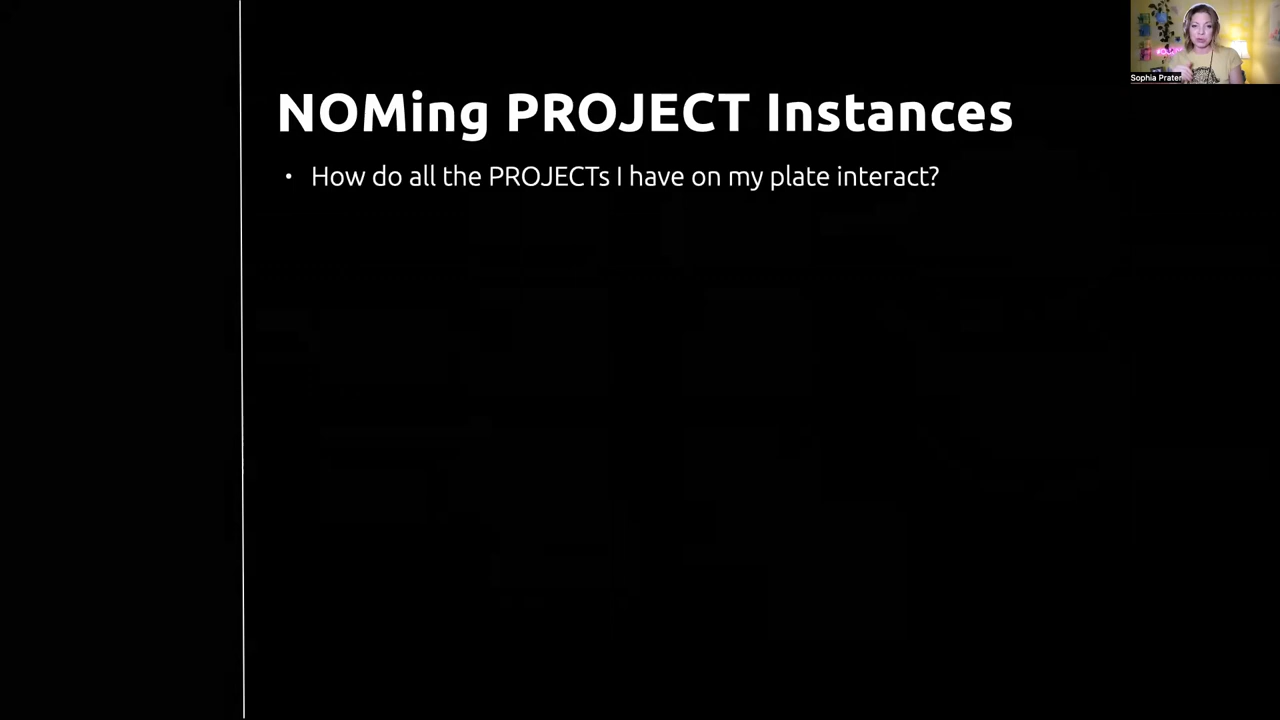 NOMing PROJECT Instances
• How do all the PROJECTs I have on my plate interact?
Sophia Prater